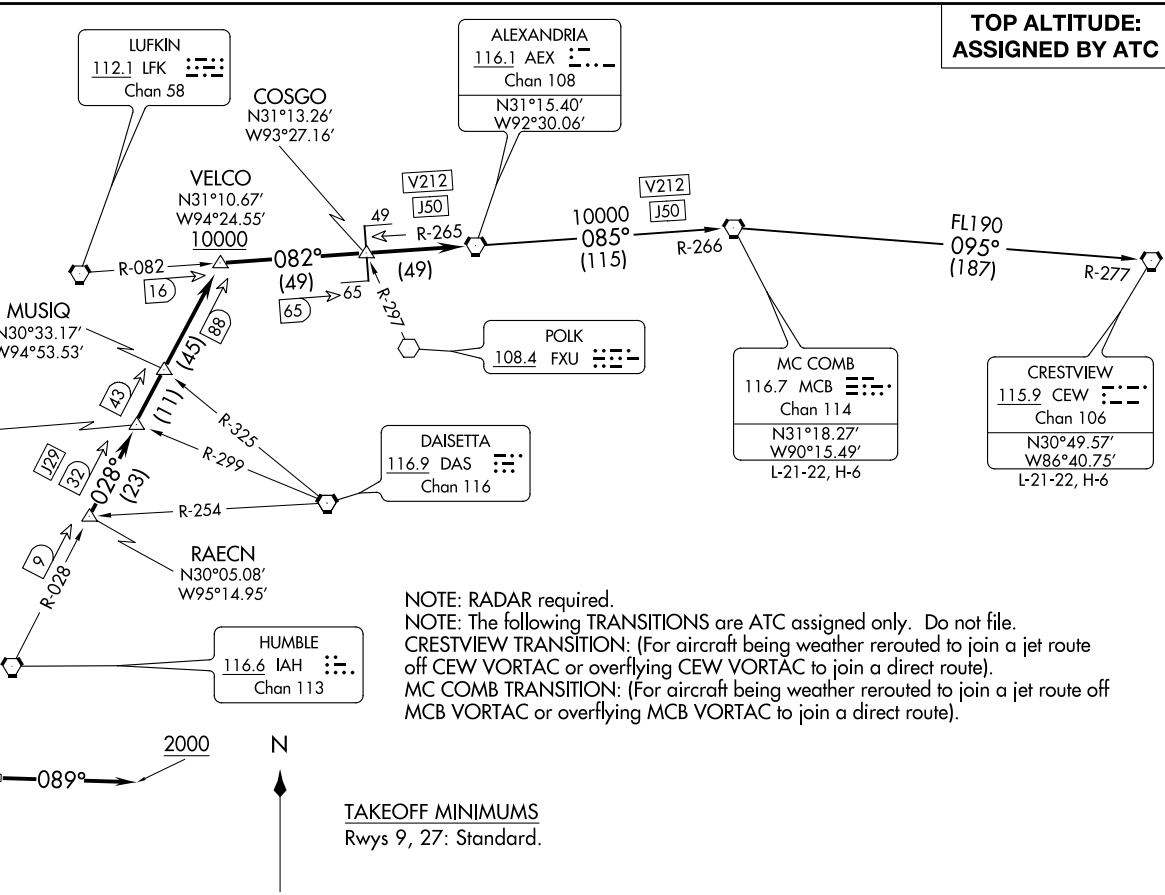 TOP ALTITUDE:
ASSIGNED BY ATC
LUFKIN
112.1 LFK
Chan 58
ALEXANDRIA
116.1 AEX
Chan 108
N31°15.40'
W92°30.06'
COSGO
N31°13.26'
W93°27.16'
VELCO
N31°10.67'
W94°24.55'
10000
V212
J50
49
R-265
V212
J50
10000
085°
(115)
R-266
FL190
095°
(187)
R-277
R-082
16
082°
(49)
(49)
65
65
R-297
MUSIQ
N30°33.17'
W94°53.53'
88
(45)
POLK
108.4 FXU
MC COMB
116.7 MCB
Chan 114
N31°18.27'
W90°15.49'
L-21-22, H-6
CRESTVIEW
115.9 CEW
Chan 106
N30°49.57'
W86°40.75'
L-21-22, H-6
43
(11)
R-325
R-299
DAISETTA
116.9 DAS
Chan 116
J29
32
028°
(23)
R-254
RAECN
N30°05.08'
W95°14.95'
9
R-028
HUMBLE
116.6 IAH
Chan 113
NOTE: RADAR required.
NOTE: The following TRANSITIONS are ATC assigned only. Do not file.
CRESTVIEW TRANSITION: (For aircraft being weather rerouted to join a jet route
off CEW VORTAC or overflying CEW VORTAC to join a direct route).
MC COMB TRANSITION: (For aircraft being weather rerouted to join a jet route off
MCB VORTAC or overflying MCB VORTAC to join a direct route).
2000
089°
N
TAKEOFF MINIMUMS
Rwys 9, 27: Standard.